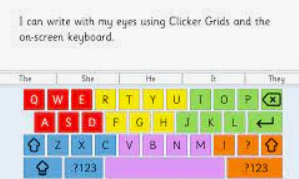 I can write with my eyes using Clicker Grids and the
on-screen keyboard.
The She He It They
Q W E R T Y U I O P
A S D F G H J K L
Z X C V B N M ! ?
.?123 .?123